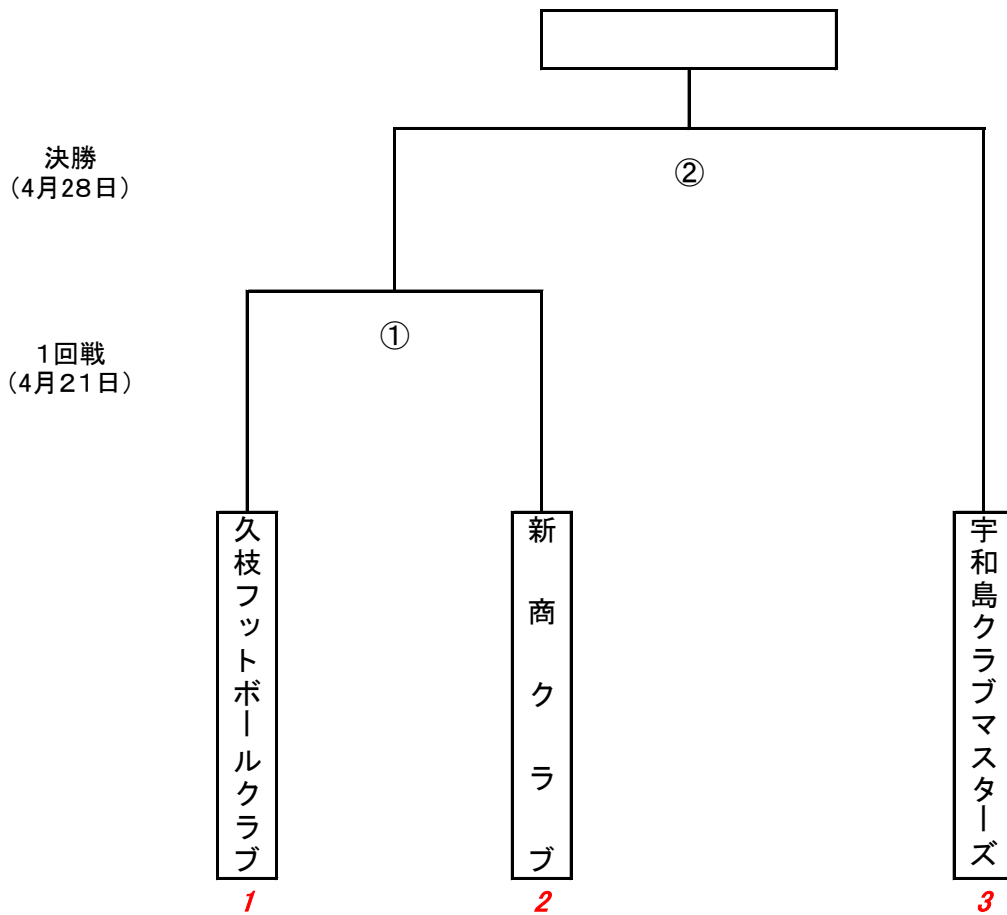 決勝
（4月28日）
②
①
1回戦
（4月21日）
久枝フットボールクラブ
新商クラブ
宇和島クラブマスターズ
1
2
3